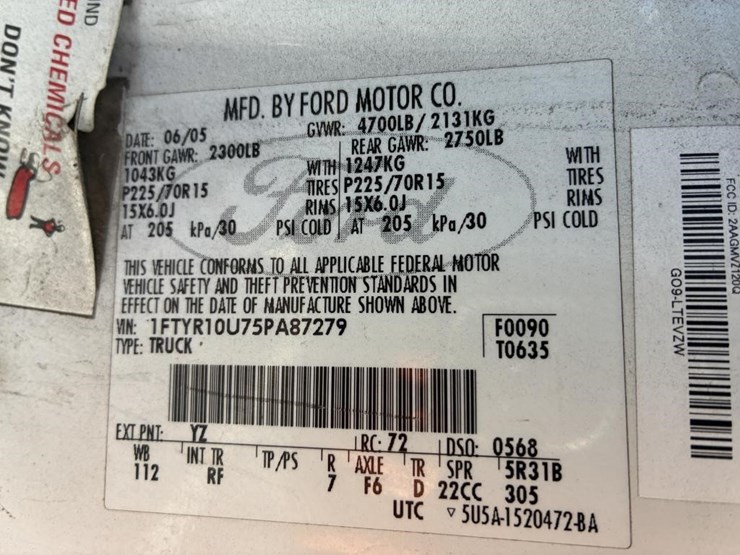 IND
ED CHEMICALS
DON'T KNOW
MFD. BY FORD MOTOR CO.
DATE: 06/05 GVWR: 4700LB/ 2131KG
FRONT GAWR: 2300LB REAR GAWR: 2750LB
1043KG WITH 1247KG WITH
P225/70R15 TIRES P225/70R15 TIRES
15X6.0J RIMS 15X6.0J RIMS
AT 205 kPa/30 PSI COLD AT 205 kPa/30 PSI COLD
Ford
THIS VEHICLE CONFORMS TO ALL APPLICABLE FEDERAL MOTOR
VEHICLE SAFETY AND THEFT PREVENTION STANDARDS IN
EFFECT ON THE DATE OF MANUFACTURE SHOWN ABOVE.
VIN: 1FTYR10U75PA87279 F0090
TYPE: TRUCK T0635
EXT PNT: YZ RC: 72 DSO: 0568
WB INT TR TP/PS R AXLE TR SPR 5R31B
112 RF 7 F6 D 22CC 305
UTC ▽ 5U5A-1520472-BA
FCC ID: 2AAGMVZ120Q
GO9-LTEVZW